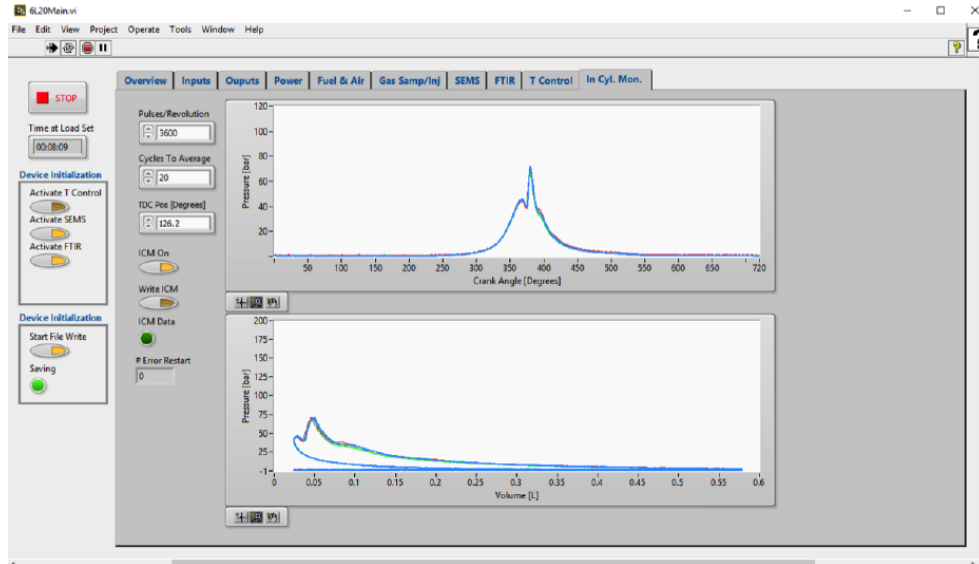 6L20Main.vi
File Edit View Project Operate Tools Window Help
Overview Inputs Ouputs Power Fuel & Air Gas Samp/Inj SEMS FTIR T Control In Cyl. Mon.
STOP
Time at Load Set
00:08:09
Device Initialization
Activate T Control
Activate SEMS
Activate FTIR
Device Initialization
Start File Write
Saving
Pulses/Revolution
3600
Cycles To Average
20
TDC Pos [Degrees]
126.2
ICM On
Write ICM
ICM Data
# Error Restart
0
Pressure [bar]
120-
100-
80-
60-
40-
20-
50 100 150 200 250 300 350 400 450 500 550 600 650 720
Crank Angle [Degrees]
Pressure [bar]
200-
175-
150-
125-
100-
75-
50-
25-
-1-
0 0.05 0.1 0.15 0.2 0.25 0.3 0.35 0.4 0.45 0.5 0.55 0.6
Volume [L]